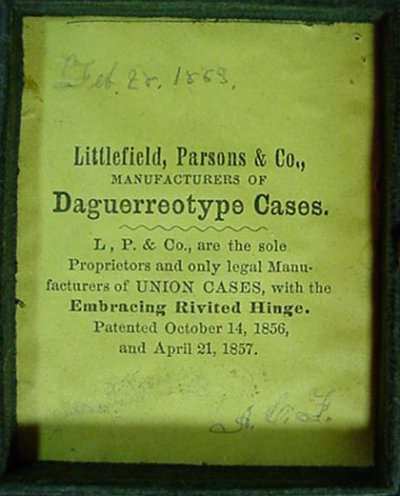 Feb. 28. 1863.
Littlefield, Parsons & Co.,
MANUFACTURERS OF
Daguerreotype Cases.
L, P. & Co., are the sole
Proprietors and only legal Manu-
facturers of UNION CASES, with the
Embracing Rivited Hinge.
Patented October 14, 1856,
and April 21, 1857.